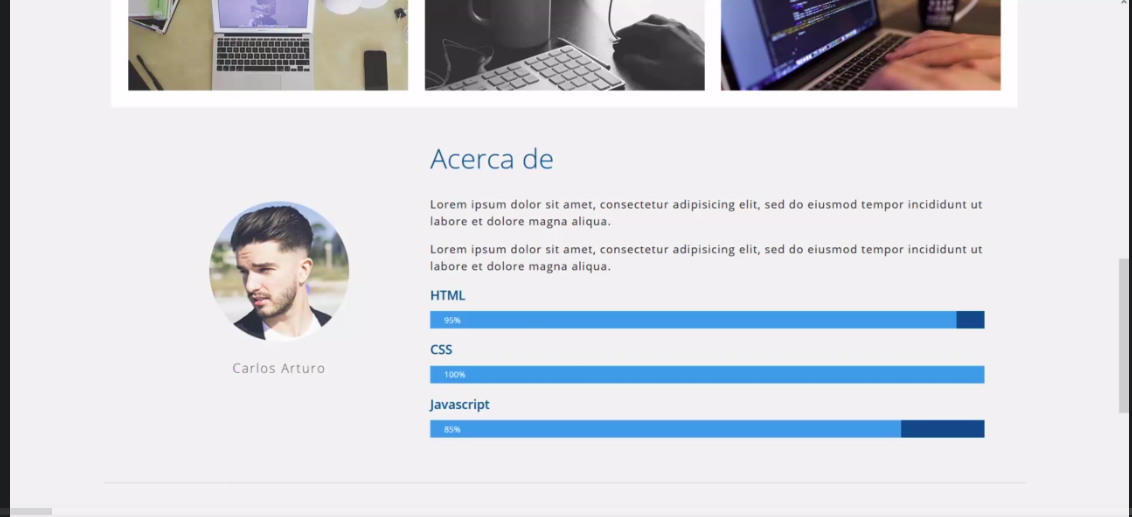 Acerca de
Lorem ipsum dolor sit amet, consectetur adipisicing elit, sed do eiusmod tempor incididunt ut
labore et dolore magna aliqua.
Lorem ipsum dolor sit amet, consectetur adipisicing elit, sed do eiusmod tempor incididunt ut
labore et dolore magna aliqua.
HTML
95%
CSS
100%
Carlos Arturo
Javascript
85%